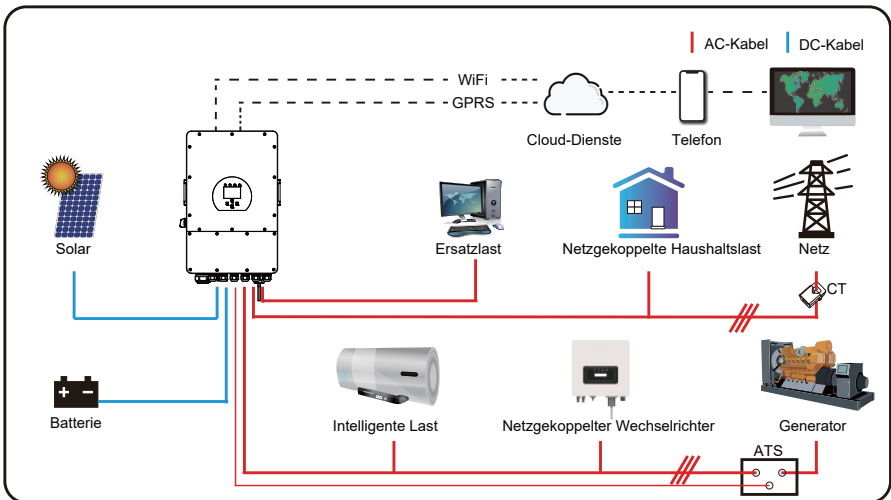 AC-Kabel DC-Kabel
WiFi
GPRS
Cloud-Dienste Telefon
Solar Ersatzlast Netzgekoppelte Haushaltslast Netz
CT
Batterie Intelligente Last Netzgekoppelter Wechselrichter Generator
ATS